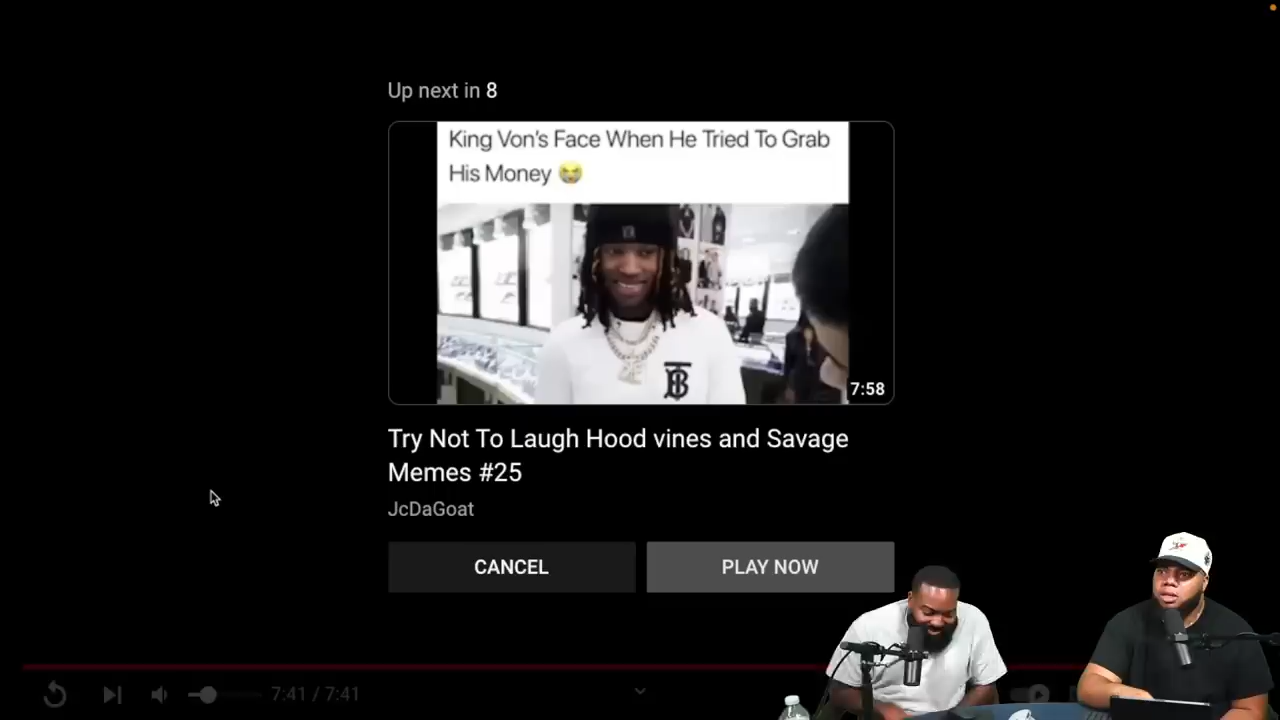 Up next in 8
King Von's Face When He Tried To Grab
His Money
7:58
Try Not To Laugh Hood vines and Savage
Memes #25
JcDaGoat
CANCEL
PLAY NOW
7:41 / 7:41